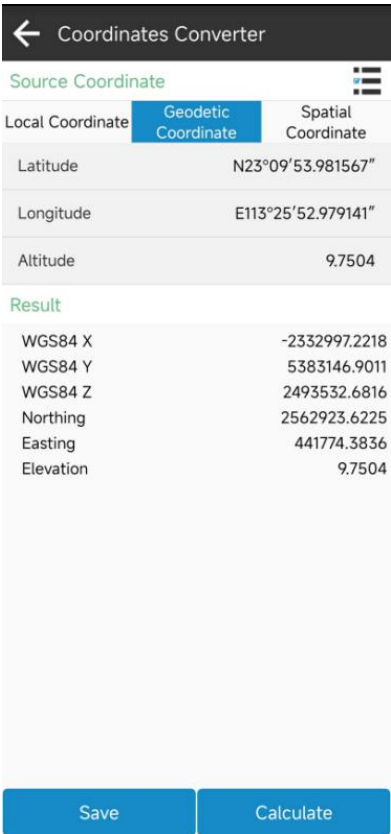 Coordinates Converter
Source Coordinate
Local Coordinate
Geodetic
Coordinate
Spatial
Coordinate
Latitude N23°09′53.981567″
Longitude E113°25′52.979141″
Altitude 9.7504
Result
WGS84 X -2332997.2218
WGS84 Y 5383146.9011
WGS84 Z 2493532.6816
Northing 2562923.6225
Easting 441774.3836
Elevation 9.7504
Save Calculate